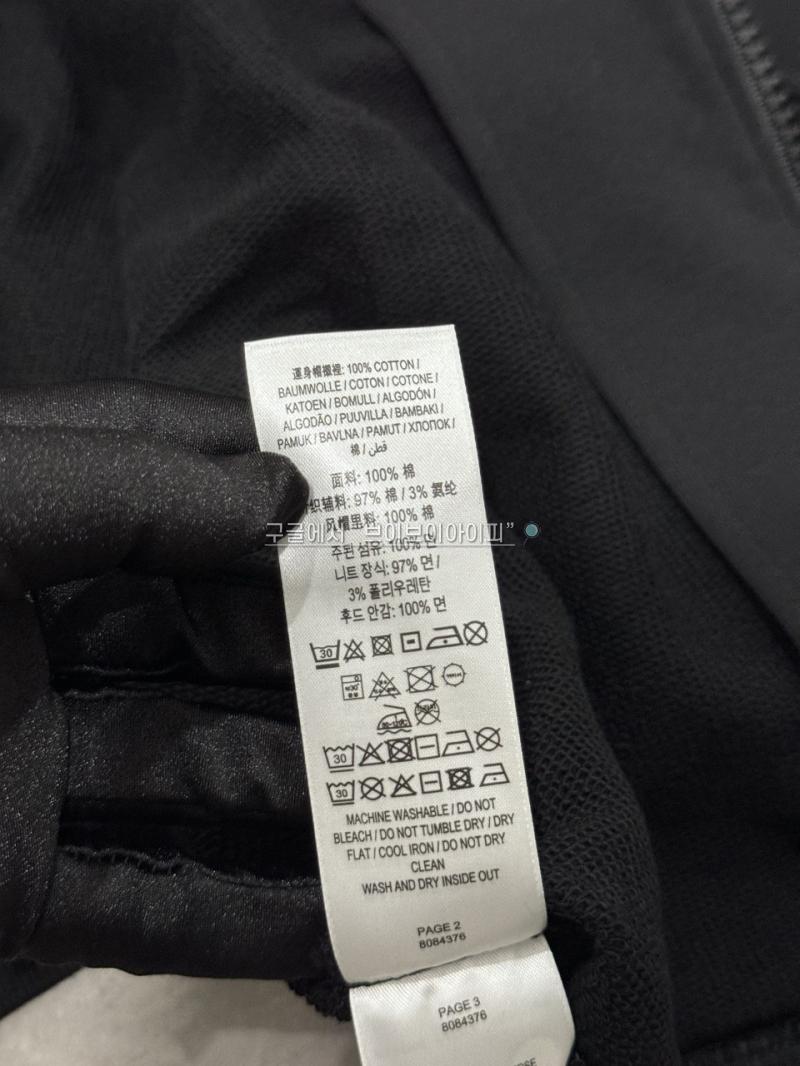 運身帽襯裡: 100% COTTON /
BAUMWOLLE / COTON / COTONE /
KATOEN / BOMULL / ALGODÓN /
ALGODÃO / PUUVILLA / BAMBAKI /
PAMUK / BAVLNA / PAMUT / ХЛОПОК /
棉 / قطن
面料: 100% 棉
织辅料: 97% 棉 / 3% 氨纶
风帽里料: 100% 棉
구글에서 "브이브이아이피"
주된 섬유: 100% 면
니트 장식: 97% 면 /
3% 폴리우레탄
후드 안감: 100% 면
30
30
30
MACHINE WASHABLE / DO NOT
BLEACH / DO NOT TUMBLE DRY / DRY
FLAT / COOL IRON / DO NOT DRY
CLEAN
WASH AND DRY INSIDE OUT
PAGE 2
8084376
PAGE 3
8084376